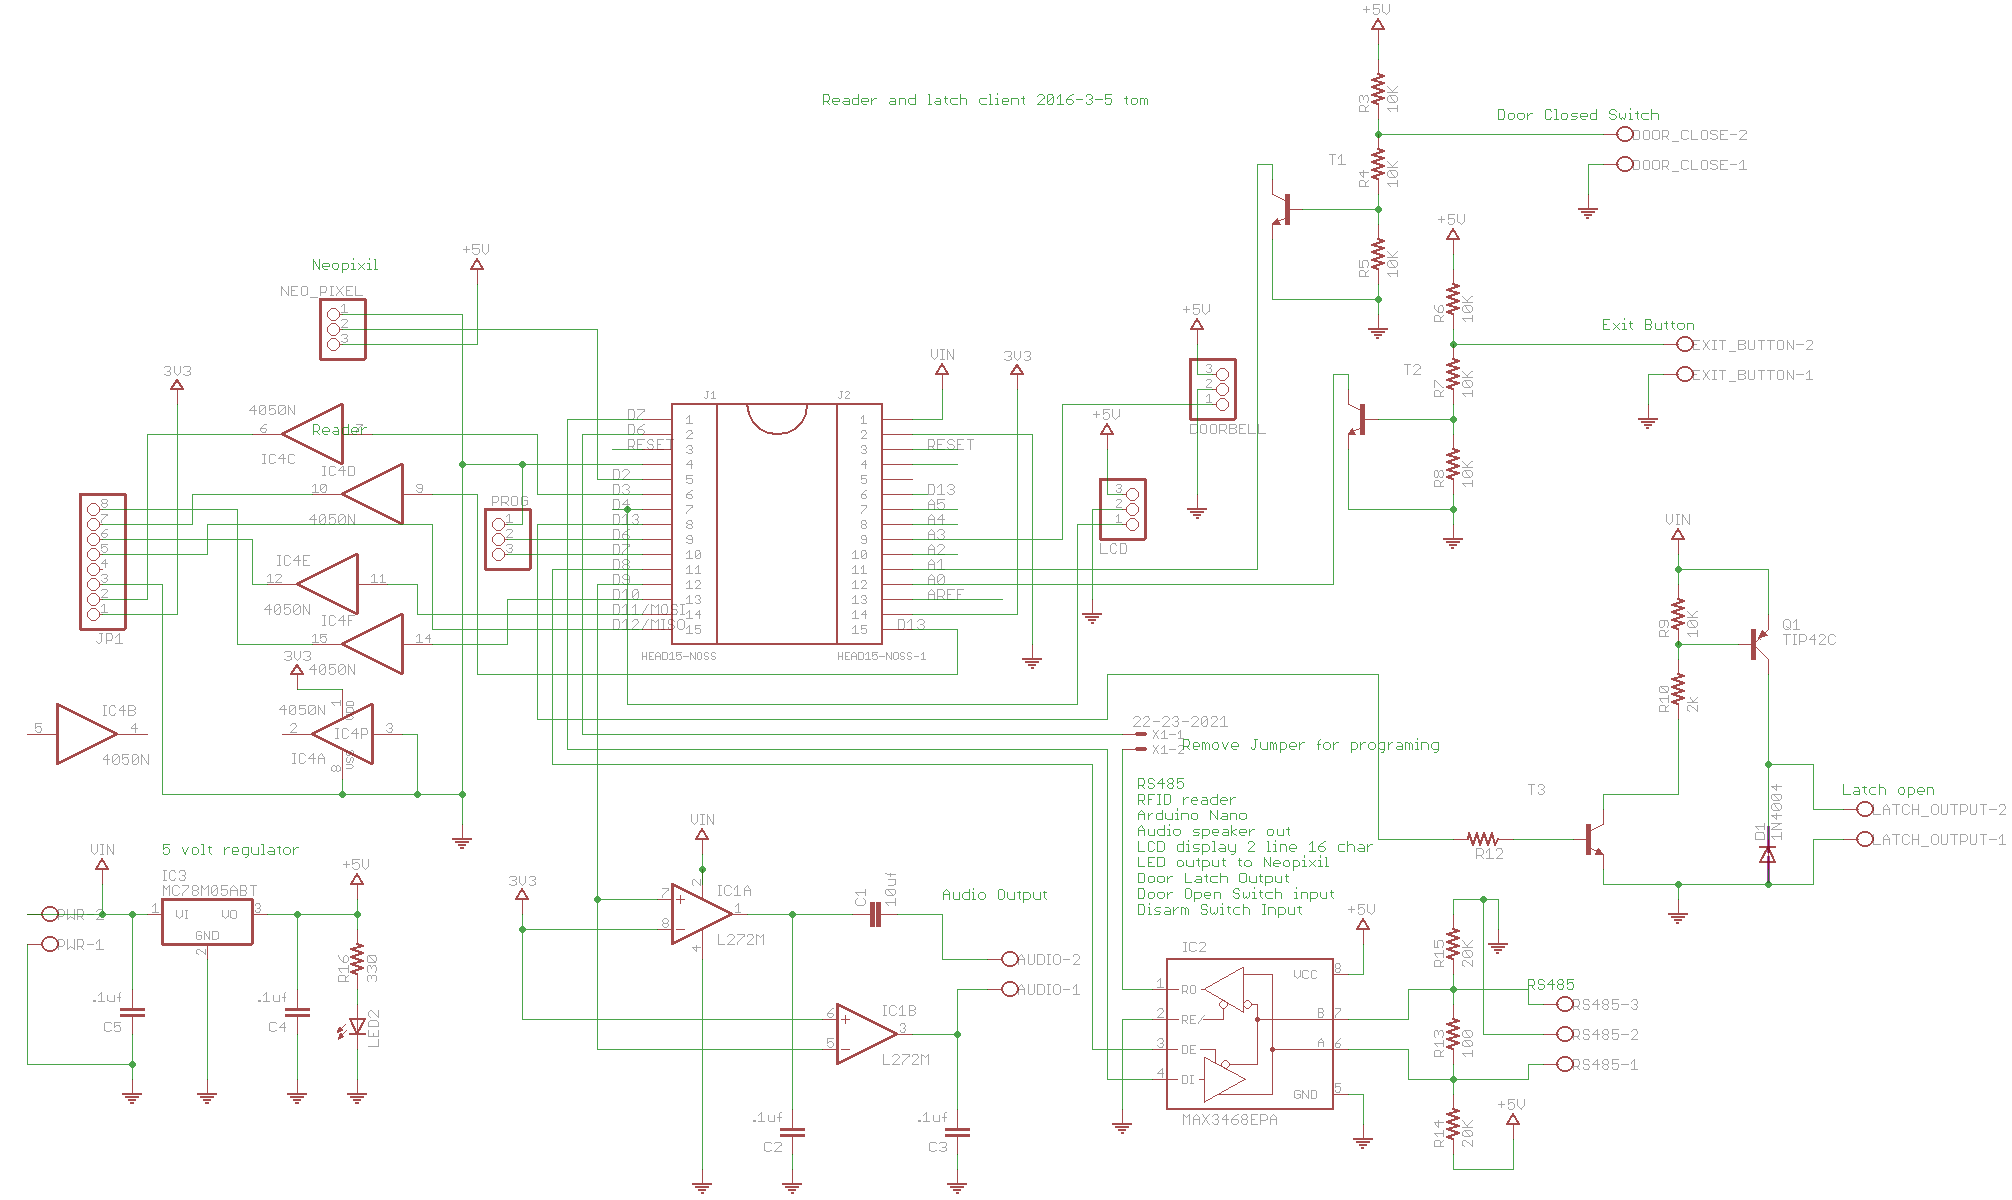 +5V
Reader and latch client 2016-3-5 tom
R3
10K
Door Closed Switch
DOOR_CLOSE-2
DOOR_CLOSE-1
T1
R4
10K
R5
10K
+5V
Neopixil
NEO_PIXEL
1
2
3
+5V
+5V
R6
10K
Exit Button
EXIT_BUTTON-2
EXIT_BUTTON-1
T2
R7
10K
R8
10K
+5V
3
2
1
DOORBELL
+5V
3
2
1
LCD
3V3
4050N
6
Reader
7
IC4C
IC4D
10
9
4050N
IC4E
12
11
4050N
IC4F
15
14
4050N
3V3
8
7
6
5
4
3
2
1
JP1
PROG
1
2
3
J1
J2
VIN
3V3
D7
1
D6
2
RESET
3
4
5
D2
D3
6
D4
7
D13
8
D6
9
D7
10
D8
11
D9
12
D10
13
D11/MOSI
14
D12/MISO
15
1
2
RESET
3
4
5
D13
6
A5
7
A4
8
A3
9
A2
10
A1
11
A0
12
AREF
13
14
D13
15
HEAD15-NOSS
HEAD15-NOSS-1
5
IC4B
4
4050N
4050N
1
VDD
2
IC4P
3
IC4A
8
VSS
22-23-2021
X1-1
X1-2
Remove Jumper for programing
RS485
RFID reader
Arduino Nano
Audio speaker out
LCD display 2 line 16 char
LED output to Neopixil
Door Latch Output
Door Open Switch input
Disarm Switch Input
VIN
R9
10K
Q1
TIP42C
R10
2k
T3
R12
D1
1N4004
Latch open
LATCH_OUTPUT-2
LATCH_OUTPUT-1
VIN
5 volt regulator
IC3
MC78M05ABT
+5V
PWR-2
PWR-1
1
VI
VO
3
GND
2
.1uf
C5
.1uf
C4
R16
330
LED2
3V3
VIN
2
IC1A
7
+
8
-
1
4
L272M
C1
10uf
Audio Output
AUDIO-2
AUDIO-1
6
+
5
-
IC1B
3
L272M
.1uf
C2
.1uf
C3
IC2
+5V
1
RO
2
RE/
3
DE
4
DI
VCC
8
B
7
A
6
GND
5
MAX3468EPA
R15
20K
R13
100
R14
20K
RS485
RS485-3
RS485-2
RS485-1
+5V